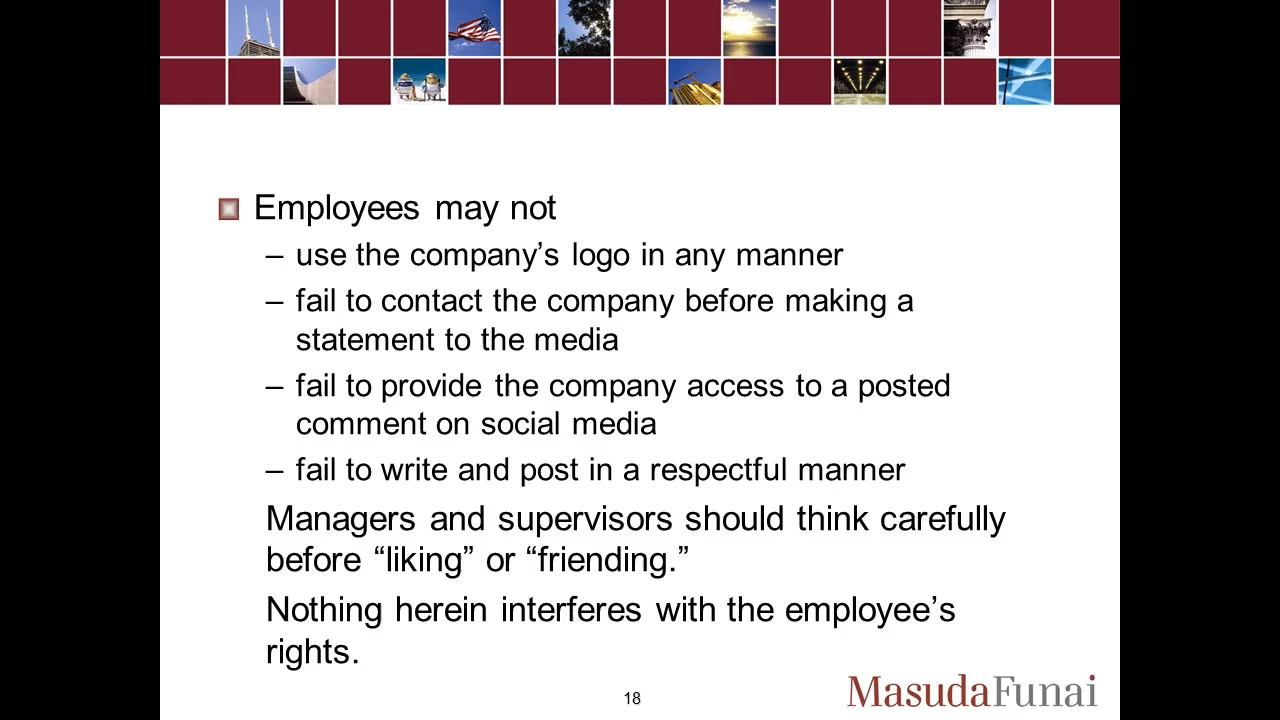 Employees may not
– use the company’s logo in any manner
– fail to contact the company before making a
statement to the media
– fail to provide the company access to a posted
comment on social media
– fail to write and post in a respectful manner
Managers and supervisors should think carefully
before “liking” or “friending.”
Nothing herein interferes with the employee’s
rights.
18
MasudaFunai